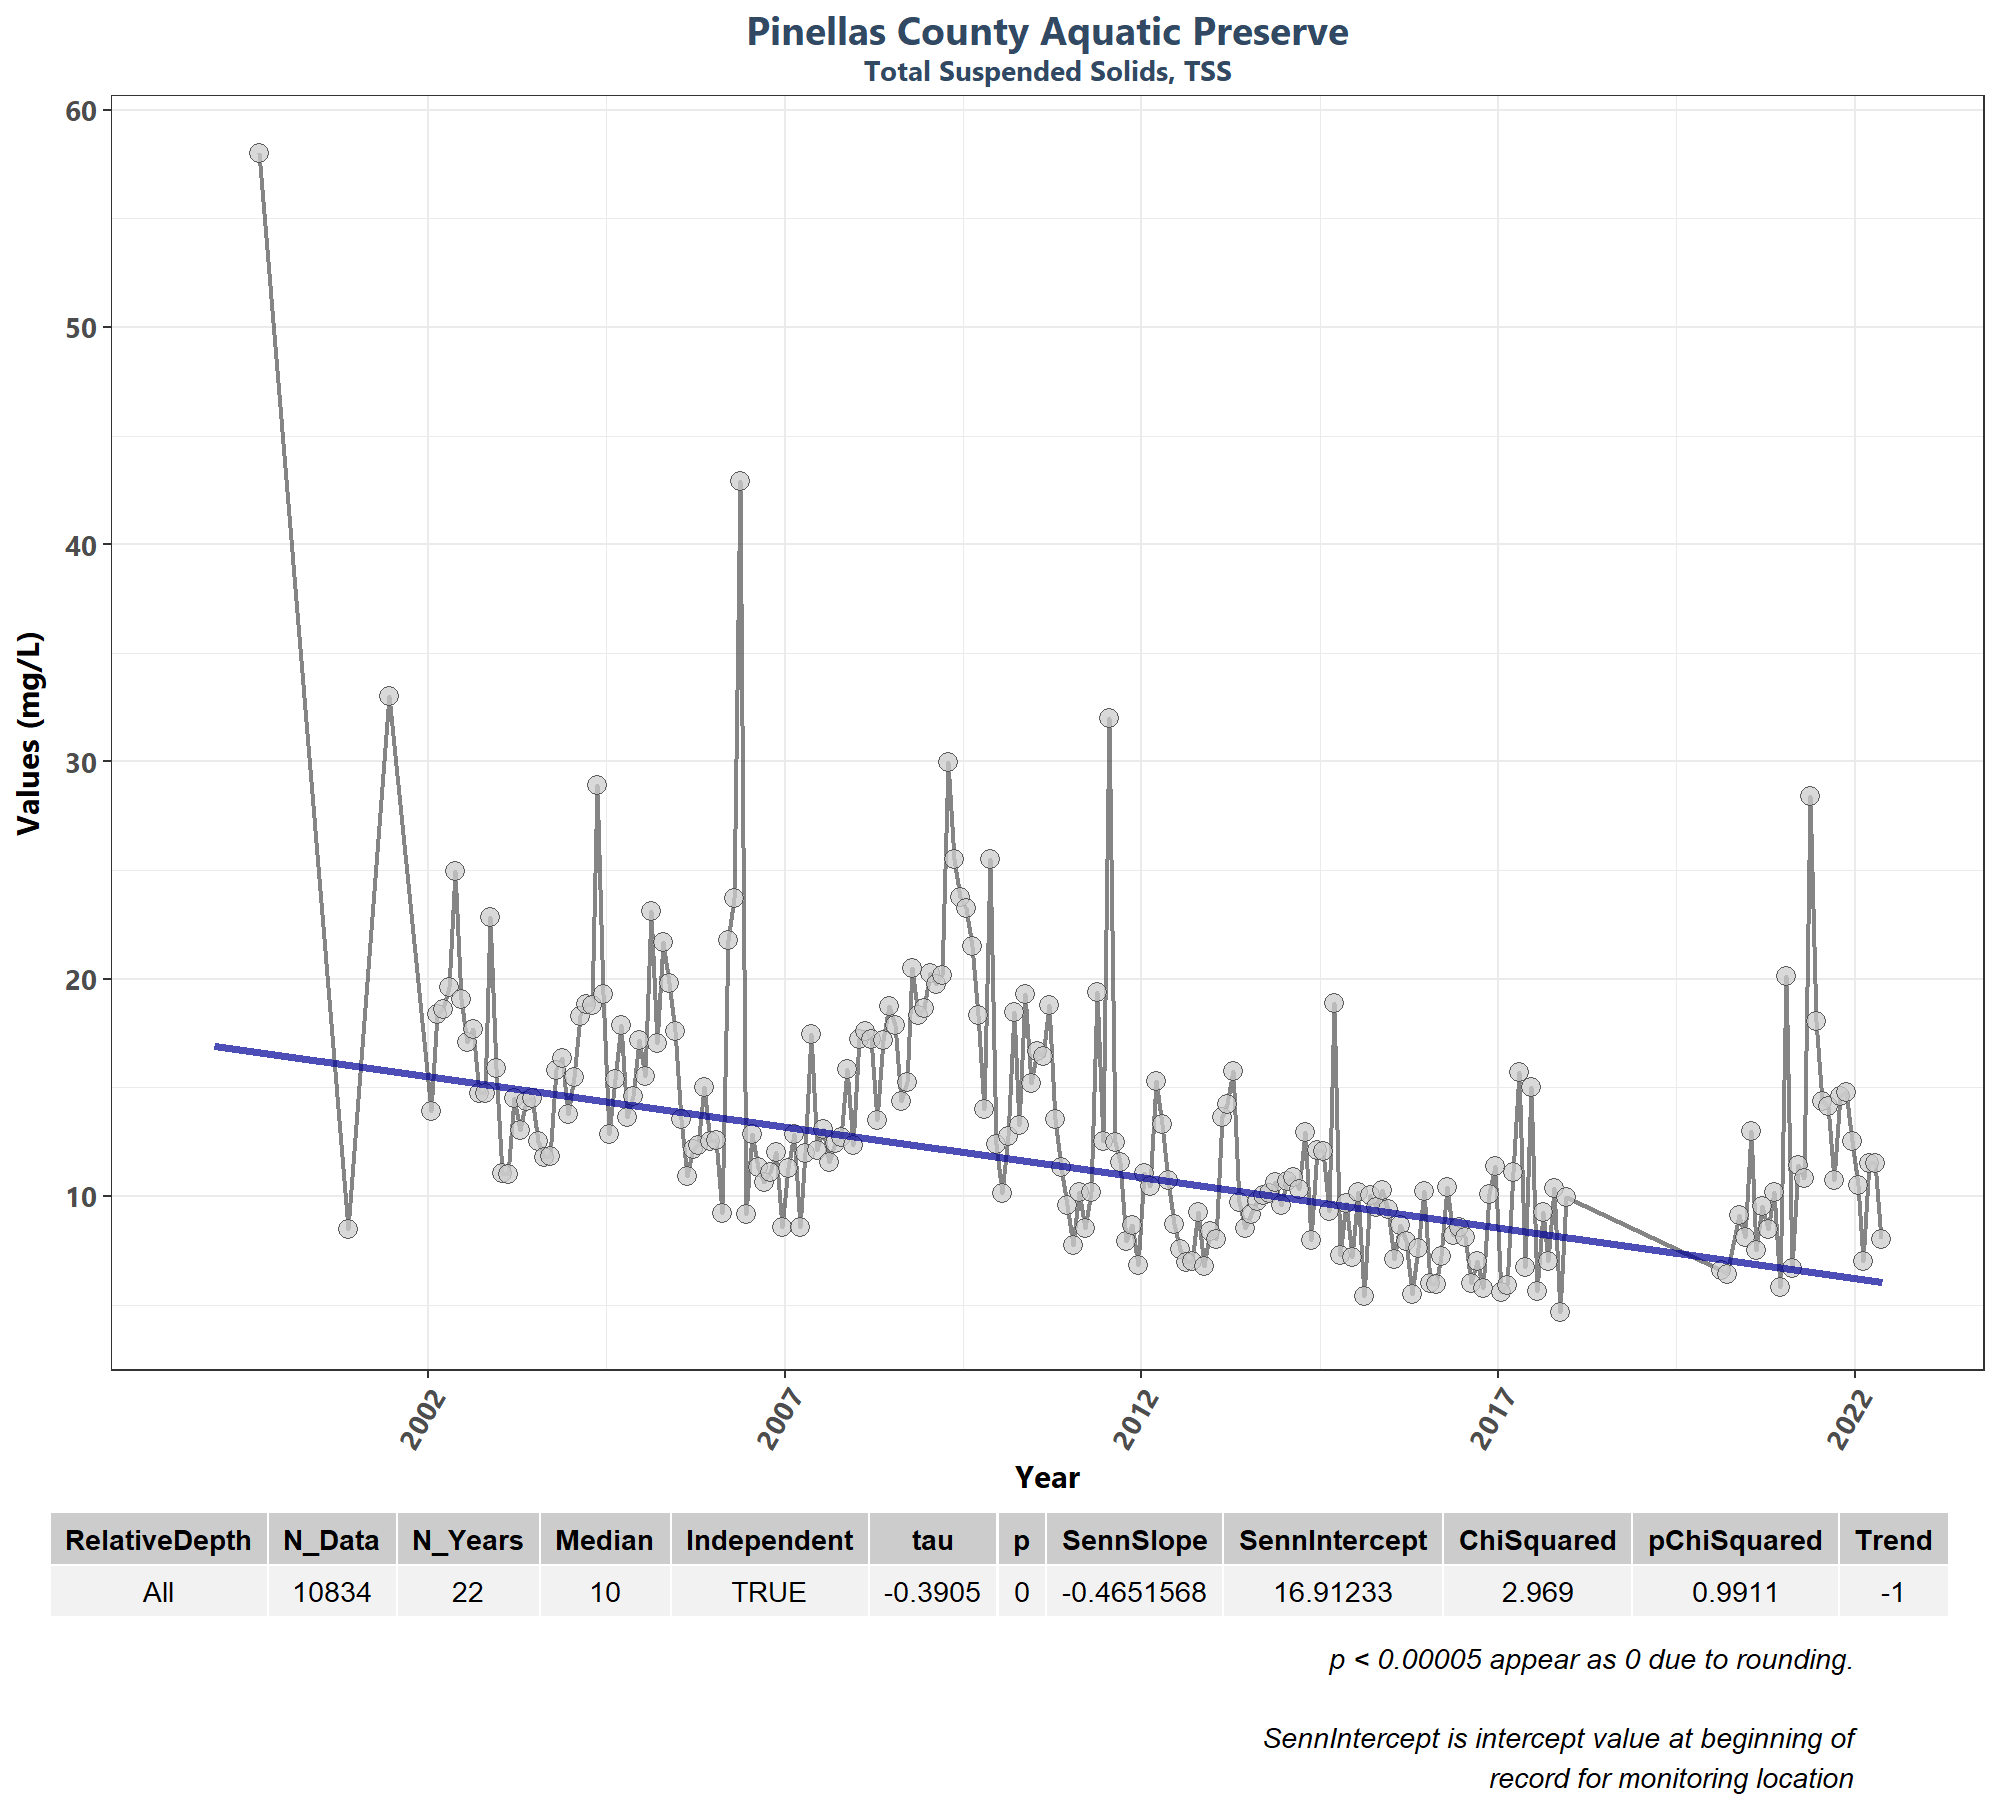 Pinellas County Aquatic Preserve
Total Suspended Solids, TSS
60
50
40
30
20
10
Values (mg/L)
2002
2007
2012
2017
2022
Year
RelativeDepth N_Data N_Years Median Independent tau p SennSlope SennIntercept ChiSquared pChiSquared Trend
All 10834 22 10 TRUE -0.3905 0 -0.4651568 16.91233 2.969 0.9911 -1
p < 0.00005 appear as 0 due to rounding.
SennIntercept is intercept value at beginning of
record for monitoring location